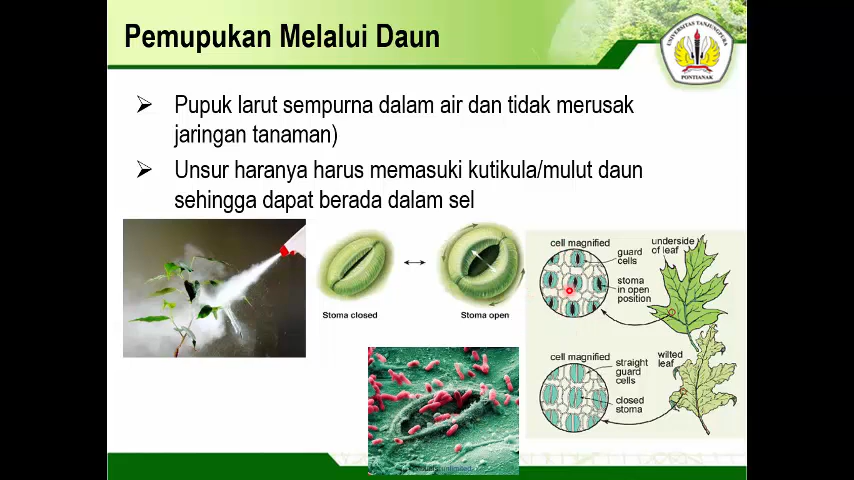 Pemupukan Melalui Daun
UNIVERSITAS TANJUNGPURA
PONTIANAK
Pupuk larut sempurna dalam air dan tidak merusak
jaringan tanaman)
Unsur haranya harus memasuki kutikula/mulut daun
sehingga dapat berada dalam sel
Stoma closed
Stoma open
cell magnified
guard
cells
underside
of leaf
stoma
in open
position
cell magnified
straight
guard
cells
wilted
leaf
closed
stoma